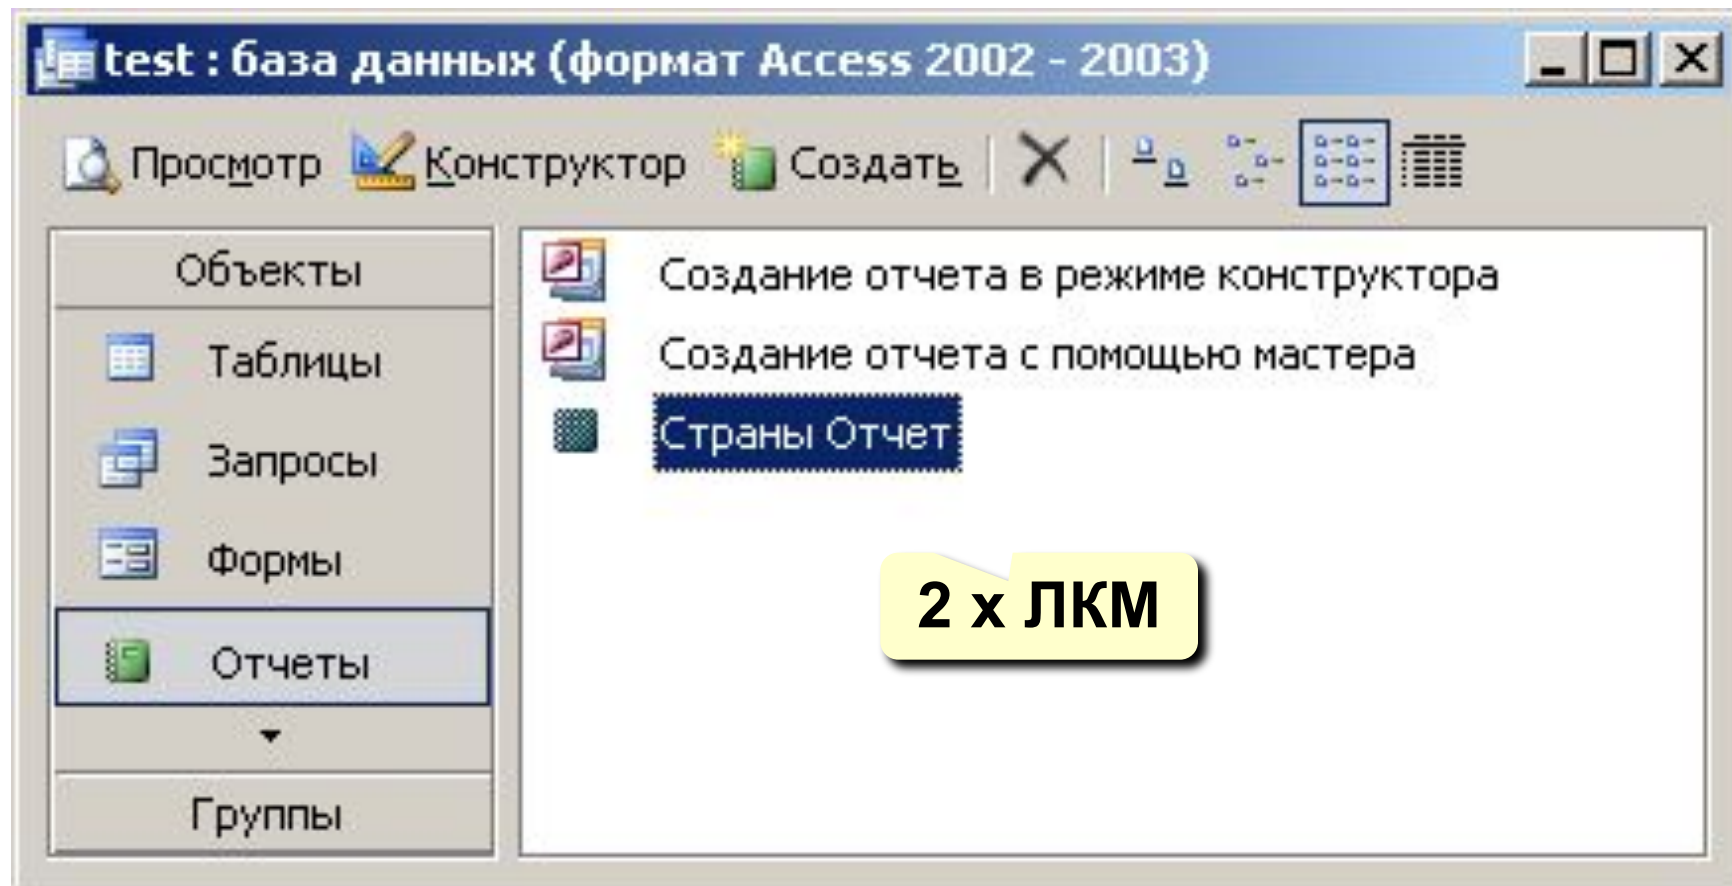 test : база данных (формат Access 2002 - 2003)
Просмотр Конструктор Создать
Объекты
Таблицы
Запросы
Формы
Отчеты
Группы
Создание отчета в режиме конструктора
Создание отчета с помощью мастера
Страны Отчет
2 x ЛКМ